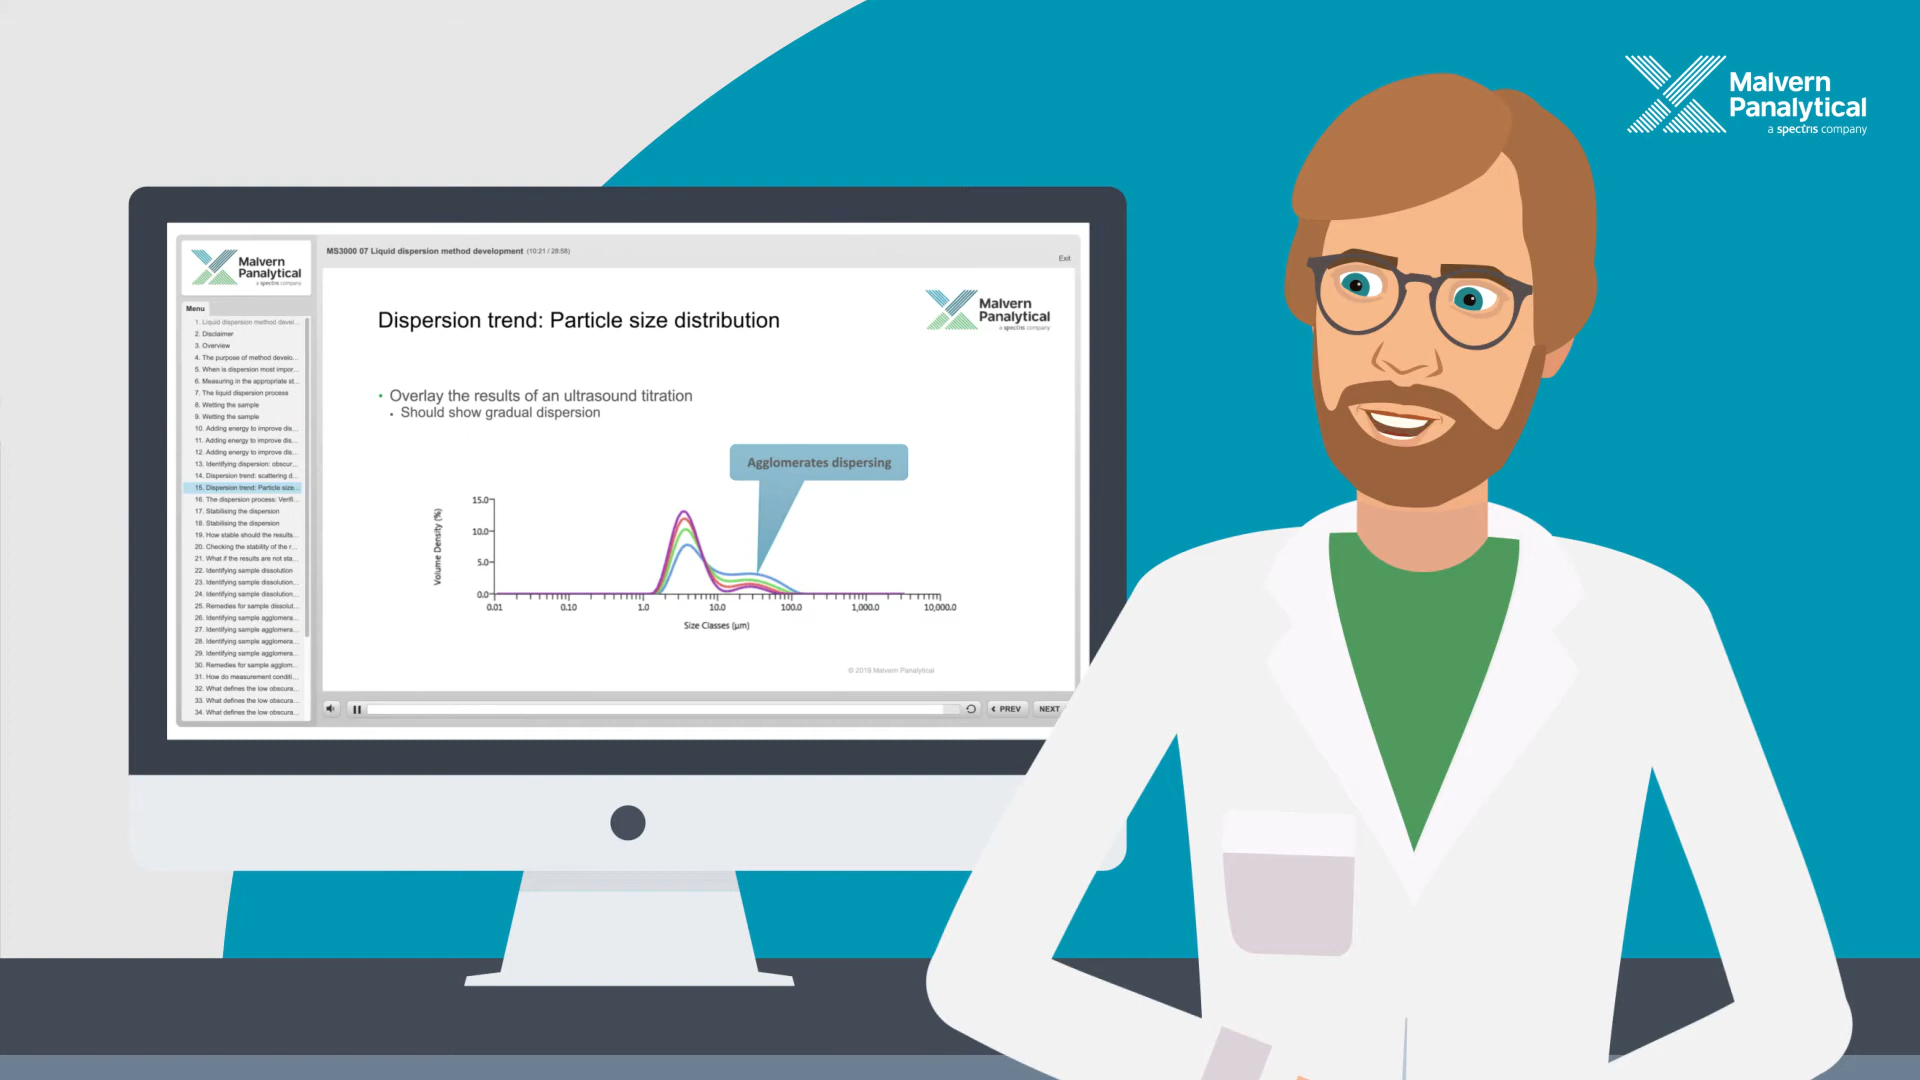 Malvern
Panalytical
a spectris company
Malvern
Panalytical
a spectris company
MS3000 07 Liquid dispersion method development (10:21 / 28:58)
Exit
Menu
1. Liquid dispersion method devel...
2. Disclaimer
3. Overview
4. The purpose of method develo...
5. When is dispersion most impor...
6. Measuring in the appropriate st...
7. The liquid dispersion process
8. Wetting the sample
9. Wetting the sample
10. Adding energy to improve dis...
11. Adding energy to improve dis...
12. Adding energy to improve dis...
13. Identifying dispersion: obscur...
14. Dispersion trend: scattering d...
15. Dispersion trend: Particle size...
16. The dispersion process: Verifi...
17. Stabilising the dispersion
18. Stabilising the dispersion
19. How stable should the results...
20. Checking the stability of the r...
21. What if the results are not sta...
22. Identifying sample dissolution
23. Identifying sample dissolution...
24. Identifying sample dissolution...
25. Remedies for sample dissolut...
26. Identifying sample agglomera...
27. Identifying sample agglomera...
28. Identifying sample agglomera...
29. Identifying sample agglomera...
30. Remedies for sample agglom...
31. How do measurement conditi...
32. What defines the low obscura...
33. What defines the low obscura...
34. What defines the low obscura...
Malvern
Panalytical
a spectris company
Dispersion trend: Particle size distribution
• Overlay the results of an ultrasound titration
• Should show gradual dispersion
Agglomerates dispersing
Volume Density (%)
15.0
10.0
5.0
0.0
0.01 0.10 1.0 10.0 100.0 1,000.0 10,000.0
Size Classes (µm)
© 2019 Malvern Panalytical
PREV NEXT